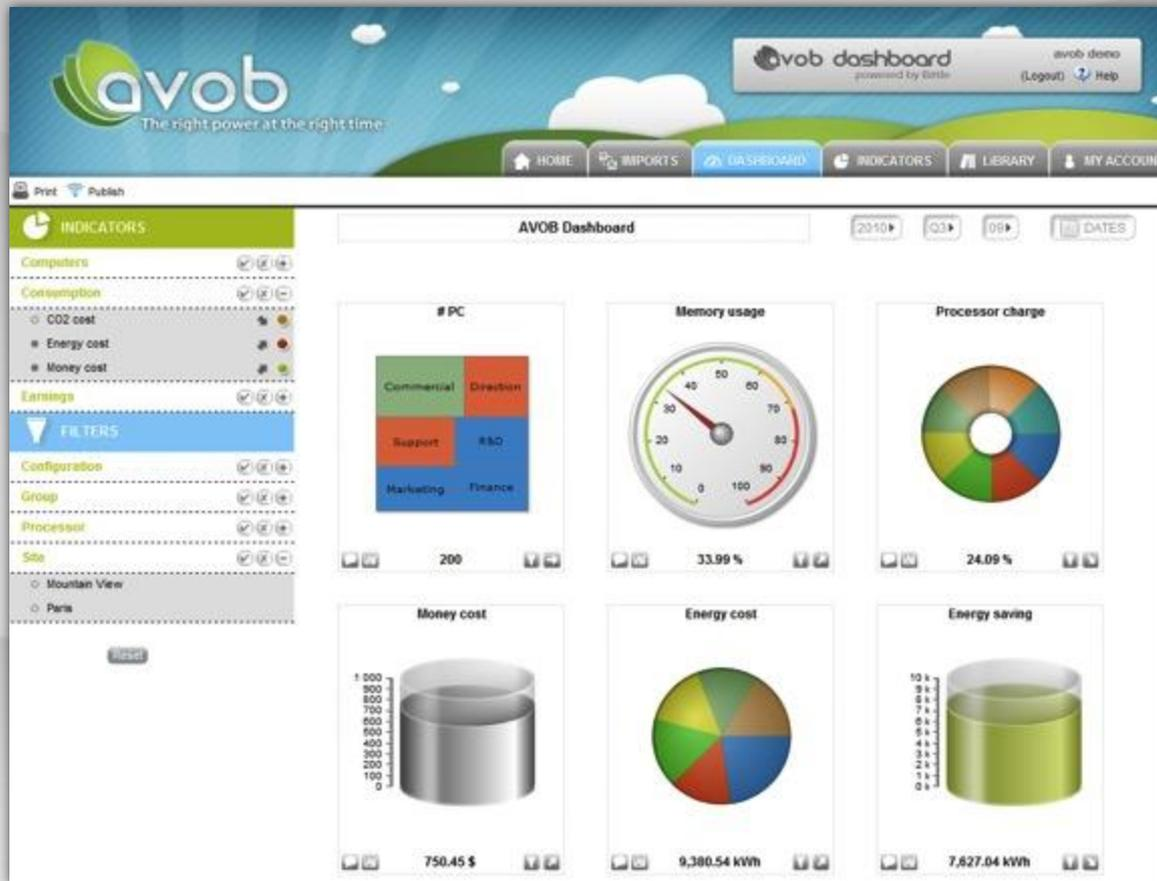 avob
The right power at the right time
avob dashboard
powered by
avob demo
(Logout) Help
HOME
IMPORTS
DASHBOARD
INDICATORS
LIBRARY
MY ACCOUN
Print Publish
INDICATORS
Computers
Consumption
CO2 cost
Energy cost
Money cost
Earnings
FILTERS
Configuration
Group
Processor
Site
Mountain View
Paris
Reset
AVOB Dashboard
2010
Q3
09
DATES
# PC
Commercial
Direction
Support
R&D
Marketing
Finance
200
Memory usage
0
10
20
30
40
50
60
70
80
90
100
33.99 %
Processor charge
24.09 %
Money cost
1 000
900
800
700
600
500
400
300
200
100
0
750.45 $
Energy cost
9,380.54 kWh
Energy saving
10 k
9 k
8 k
7 k
6 k
5 k
4 k
3 k
2 k
1 k
0 k
7,627.04 kWh